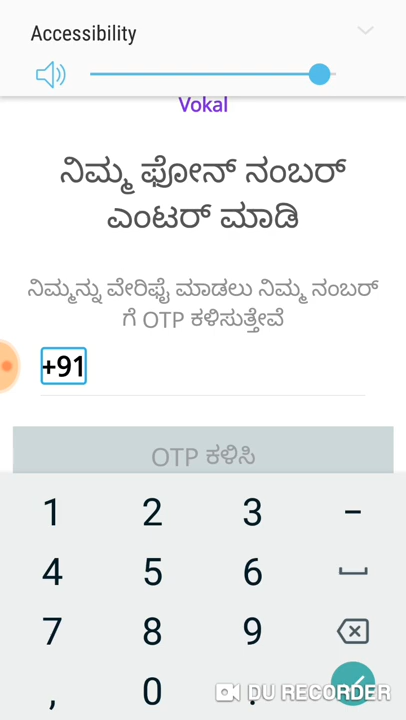 Accessibility
Vokal
ನಿಮ್ಮ ಫೋನ್ ನಂಬರ್
ಎಂಟರ್ ಮಾಡಿ
ನಿಮ್ಮನ್ನು ವೇರಿಫೈ ಮಾಡಲು ನಿಮ್ಮ ನಂಬರ್
ಗೆ OTP ಕಳಿಸುತ್ತೇವೆ
+91
OTP ಕಳಿಸಿ
1 2 3 -
4 5 6
7 8 9
, 0 .
DU RECORDER